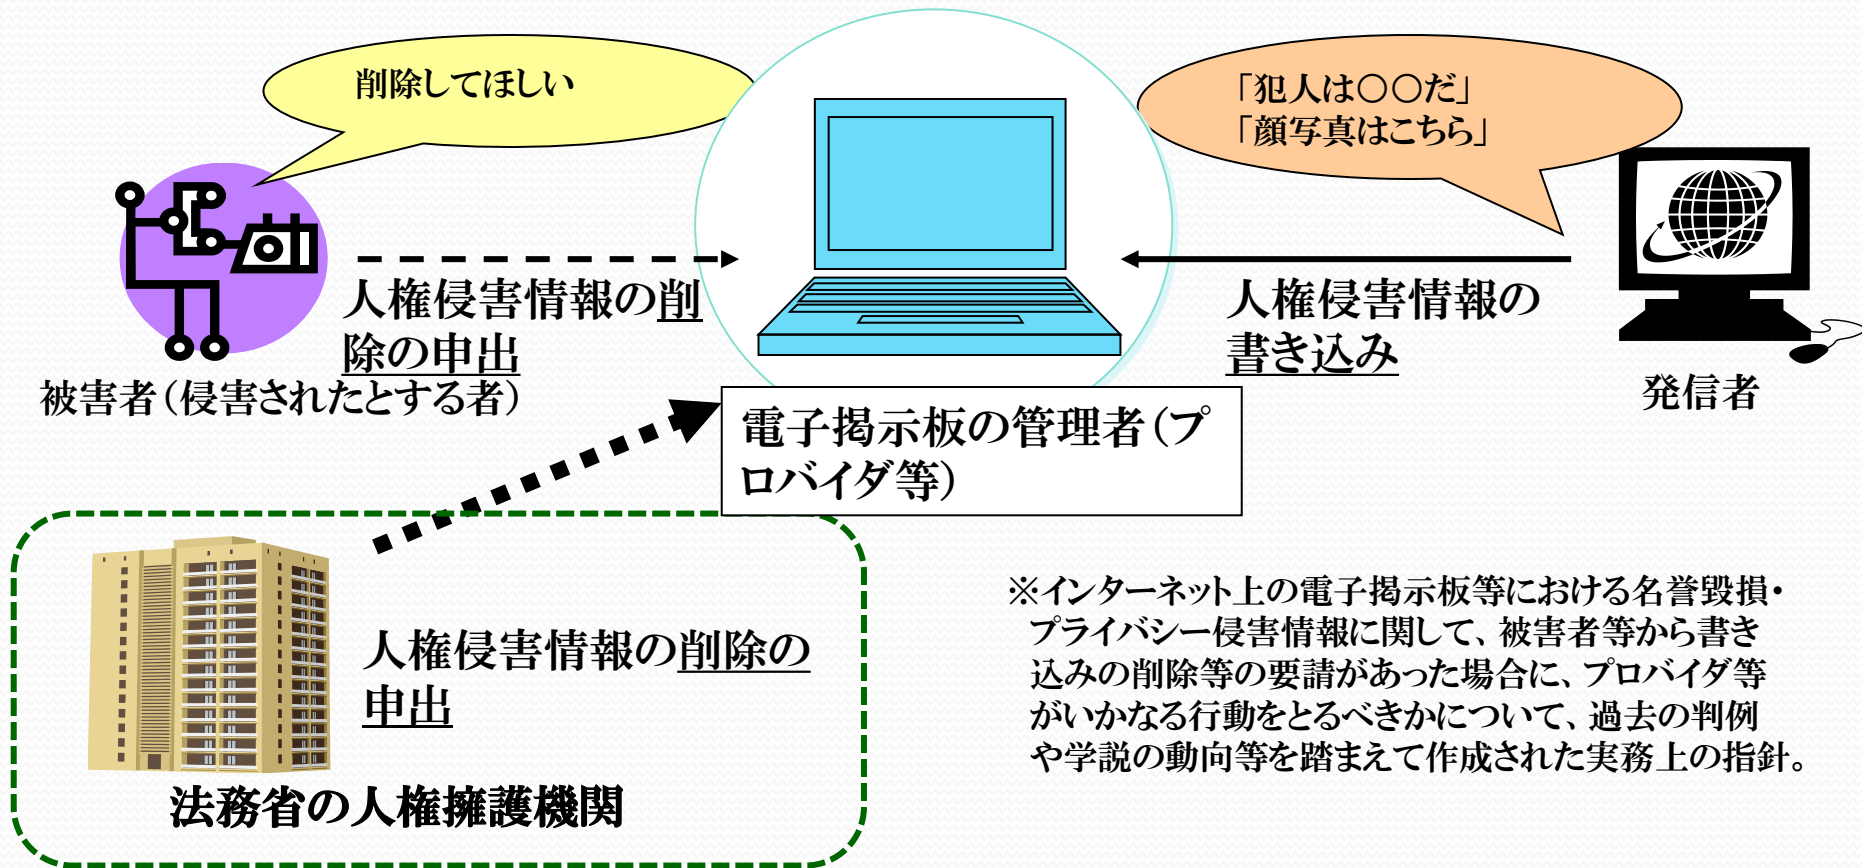 削除してほしい
「犯人は○○だ」
「顔写真はこちら」
人権侵害情報の削
除の申出
人権侵害情報の
書き込み
被害者（侵害されたとする者）
発信者
電子掲示板の管理者（プ
ロバイダ等）
人権侵害情報の削除の
申出
法務省の人権擁護機関
※インターネット上の電子掲示板等における名誉毀損・
プライバシー侵害情報に関して、被害者等から書き
込みの削除等の要請があった場合に、プロバイダ等
がいかなる行動をとるべきかについて、過去の判例
や学説の動向等を踏まえて作成された実務上の指針。